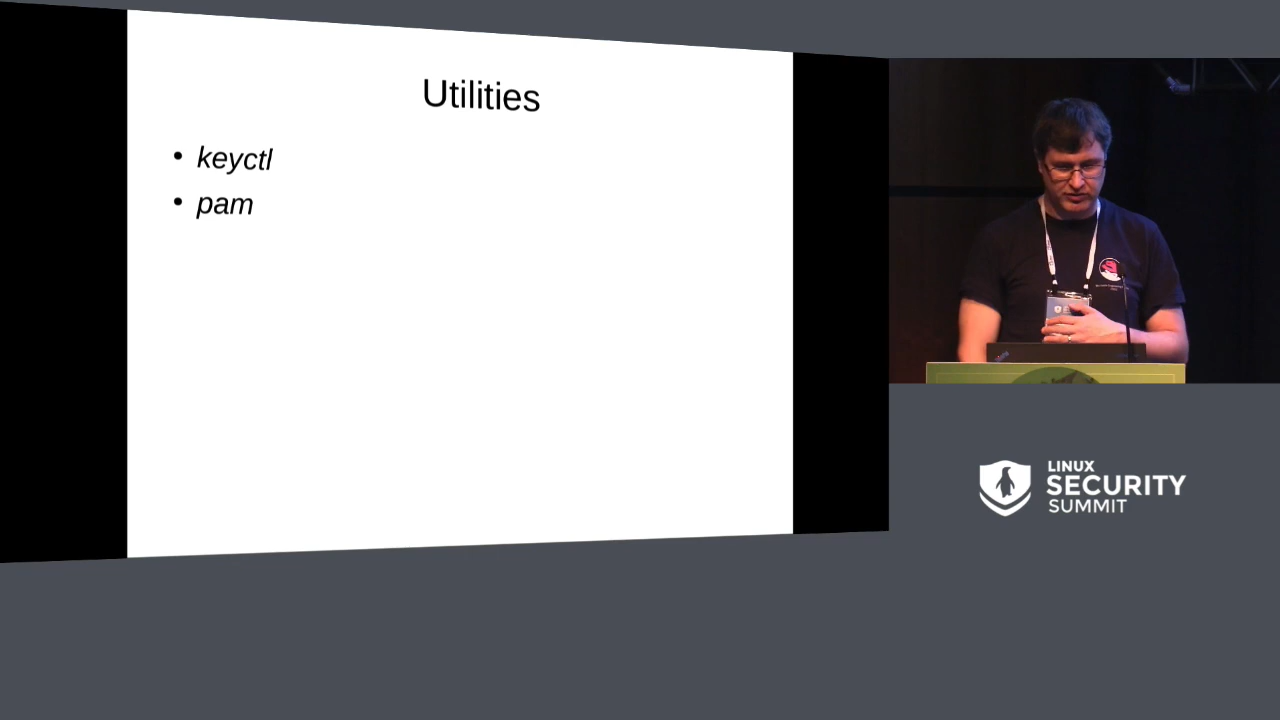 Utilities
• keyctl
• pam
LINUX
SECURITY
SUMMIT